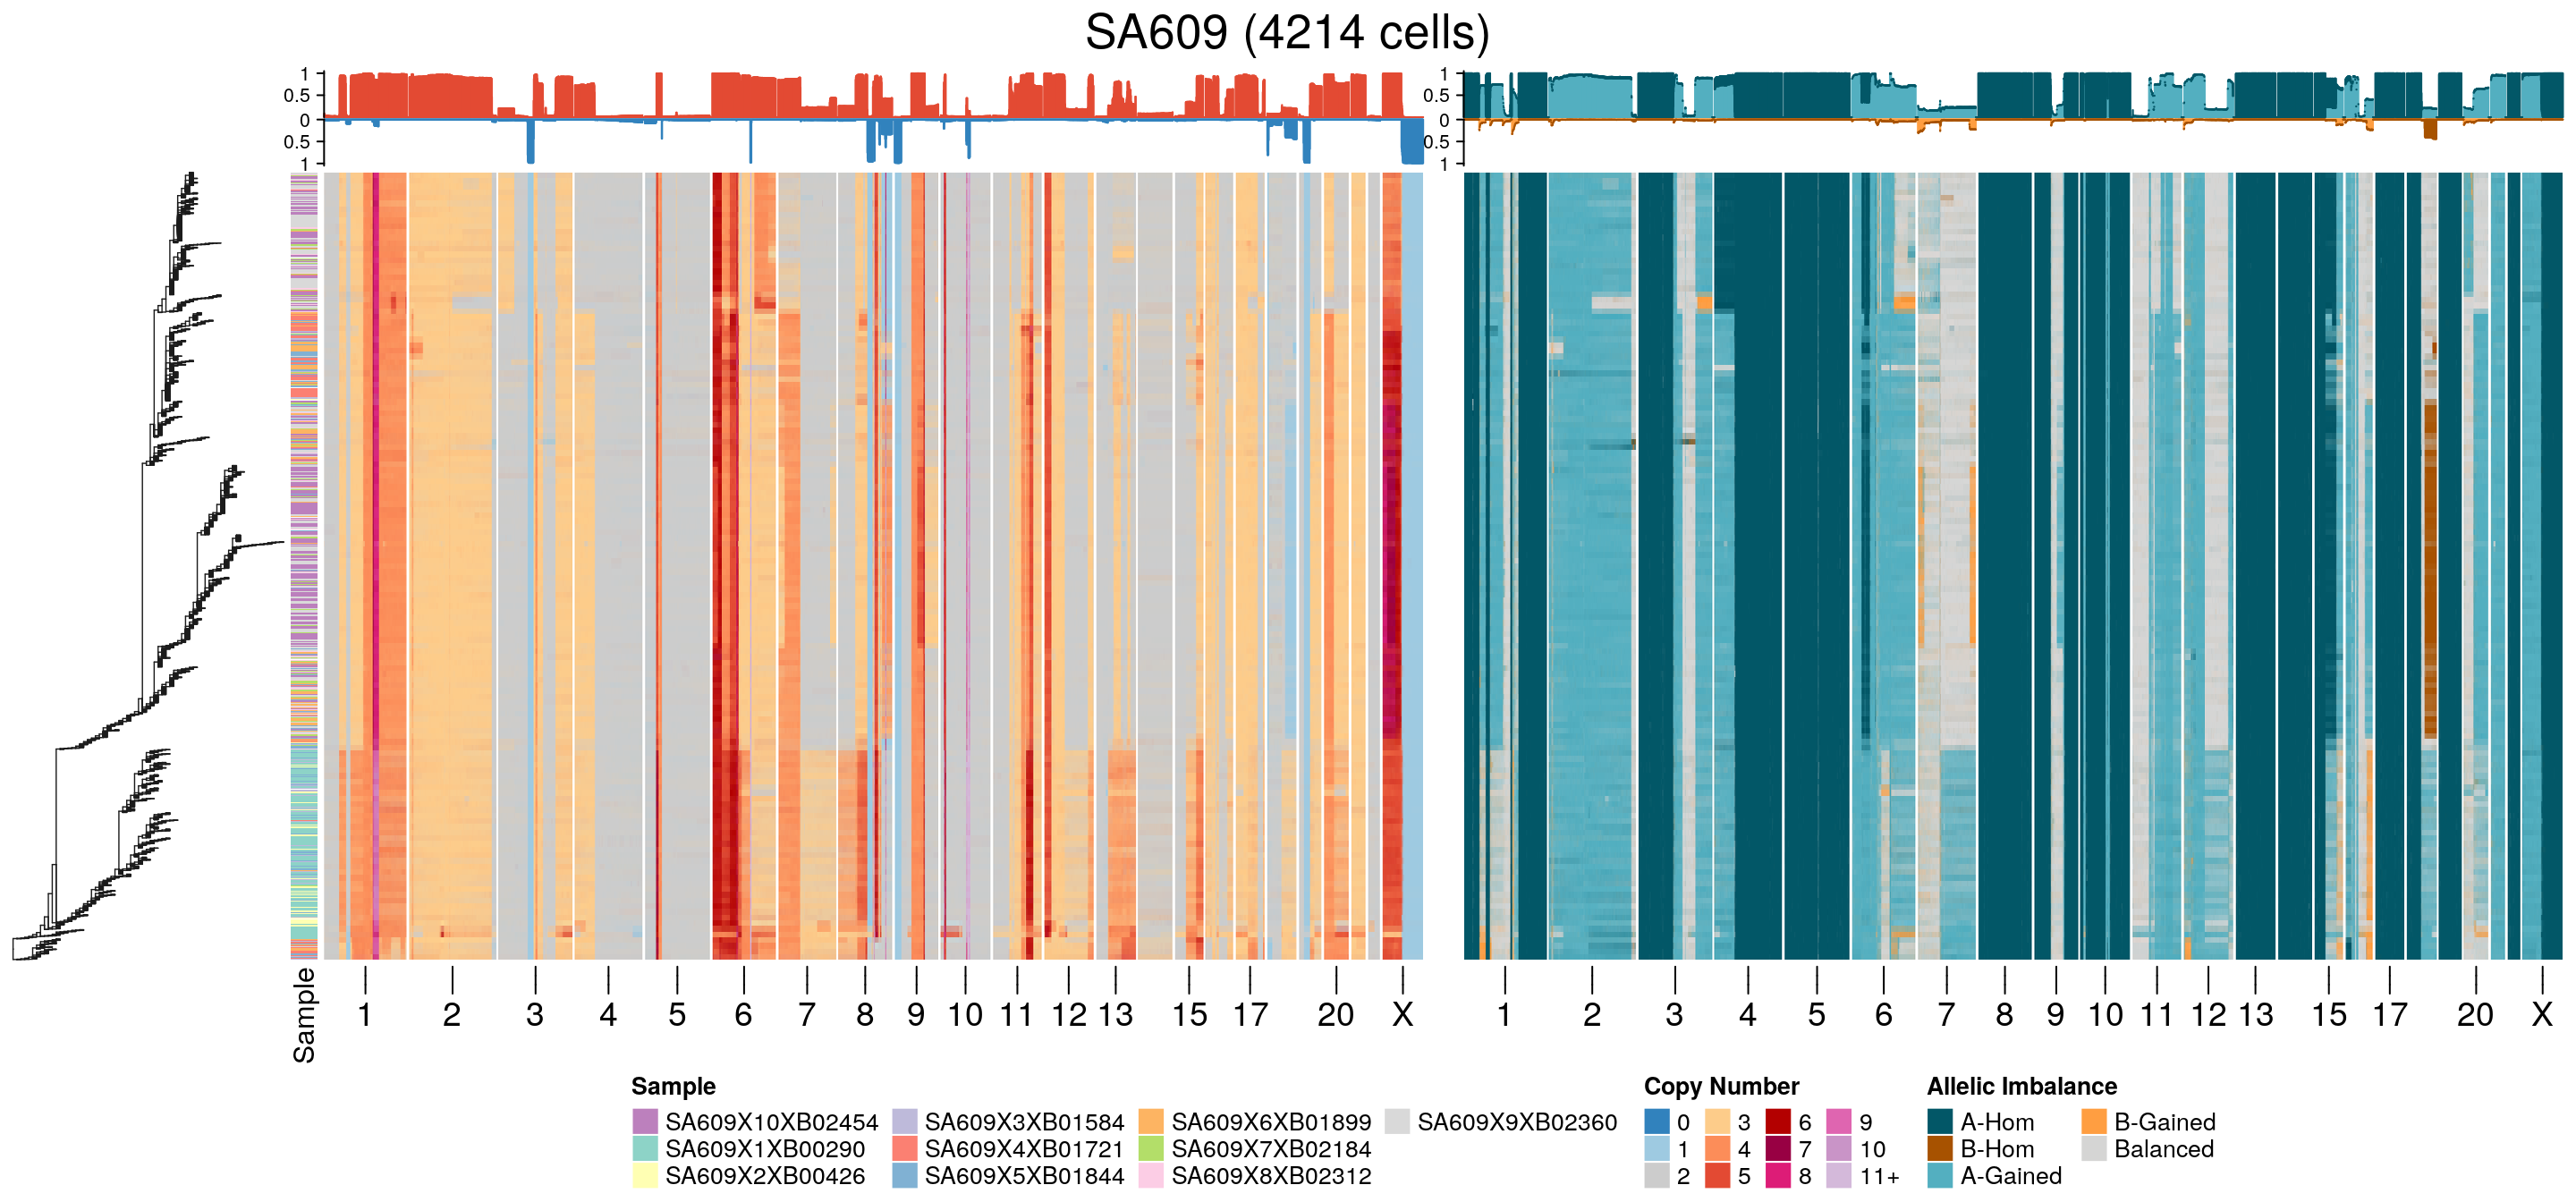 SA609 (4214 cells)
1
0.5
0
0.5
1
1
0.5
0
0.5
1
Sample
1 2 3 4 5 6 7 8 9 10 11 12 13 15 17 20 X
1 2 3 4 5 6 7 8 9 10 11 12 13 15 17 20 X
Sample
SA609X10XB02454 SA609X3XB01584 SA609X6XB01899 SA609X9XB02360
SA609X1XB00290 SA609X4XB01721 SA609X7XB02184
SA609X2XB00426 SA609X5XB01844 SA609X8XB02312
Copy Number
0 3 6 9
1 4 7 10
2 5 8 11+
Allelic Imbalance
A-Hom B-Gained
B-Hom Balanced
A-Gained